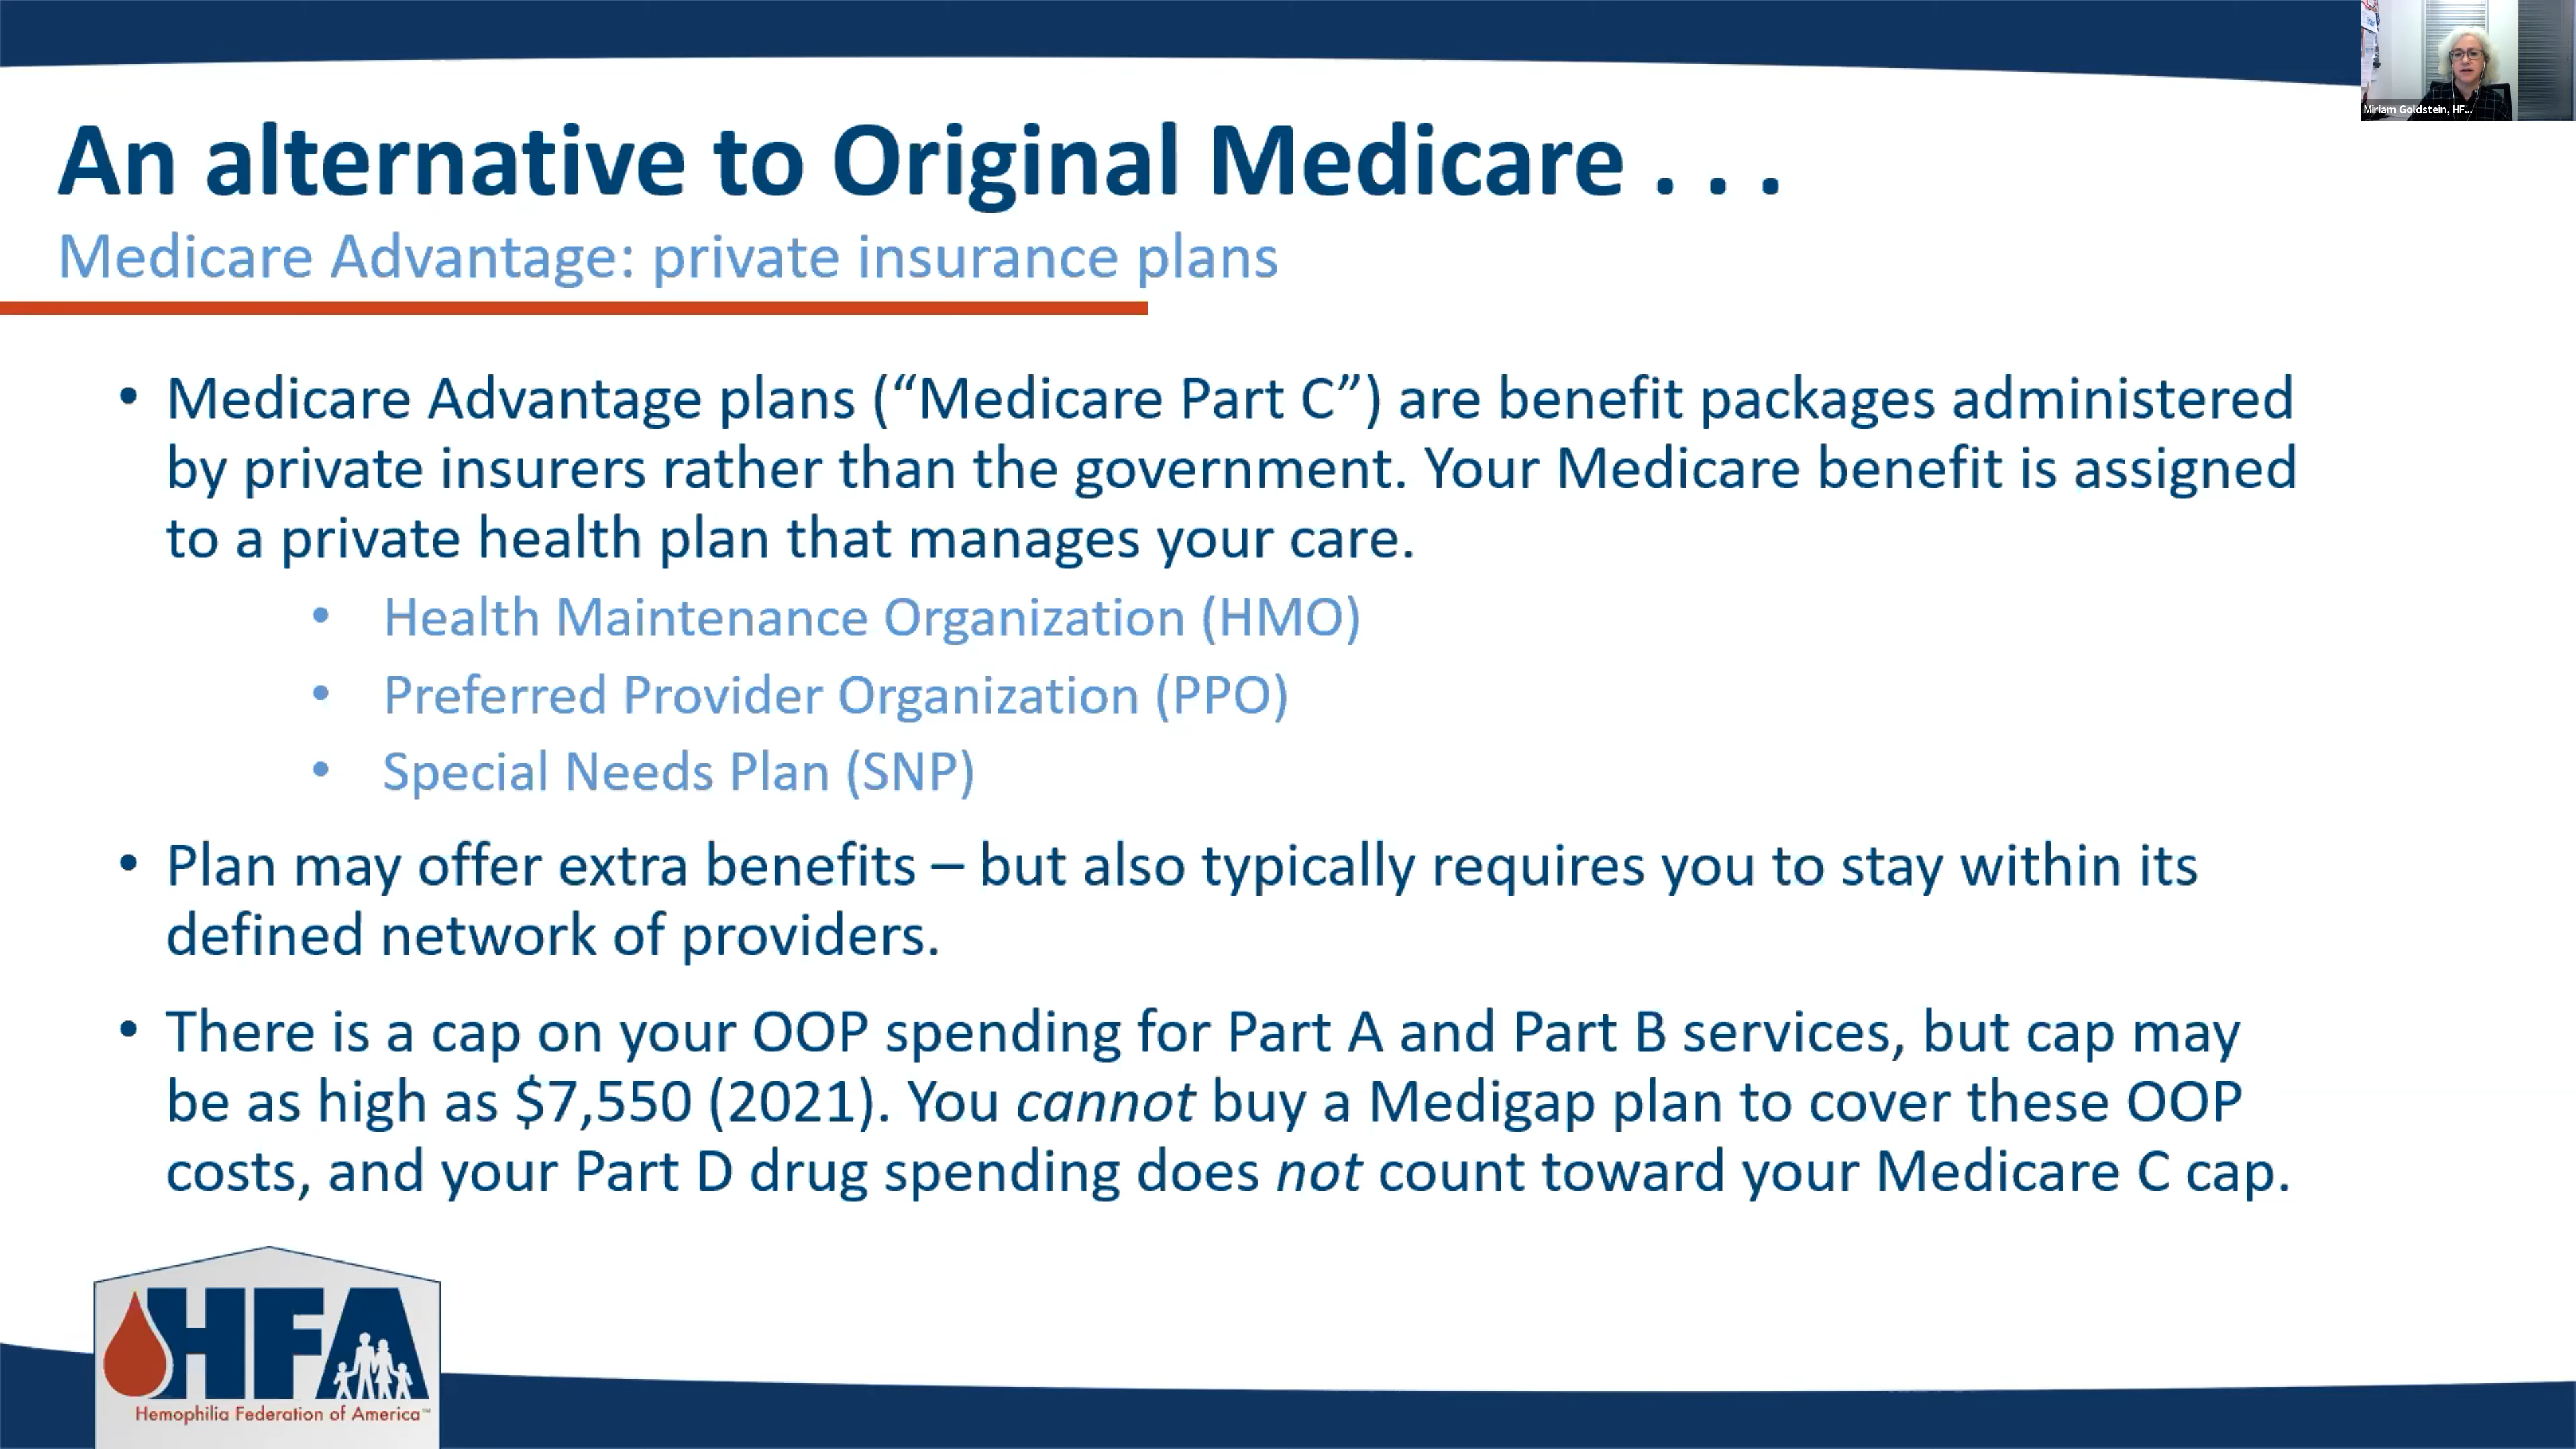 Miriam Goldstein, HF...
An alternative to Original Medicare . . .
Medicare Advantage: private insurance plans
• Medicare Advantage plans (“Medicare Part C”) are benefit packages administered
by private insurers rather than the government. Your Medicare benefit is assigned
to a private health plan that manages your care.
• Health Maintenance Organization (HMO)
• Preferred Provider Organization (PPO)
• Special Needs Plan (SNP)
• Plan may offer extra benefits – but also typically requires you to stay within its
defined network of providers.
• There is a cap on your OOP spending for Part A and Part B services, but cap may
be as high as $7,550 (2021). You cannot buy a Medigap plan to cover these OOP
costs, and your Part D drug spending does not count toward your Medicare C cap.
HFA
Hemophilia Federation of America™